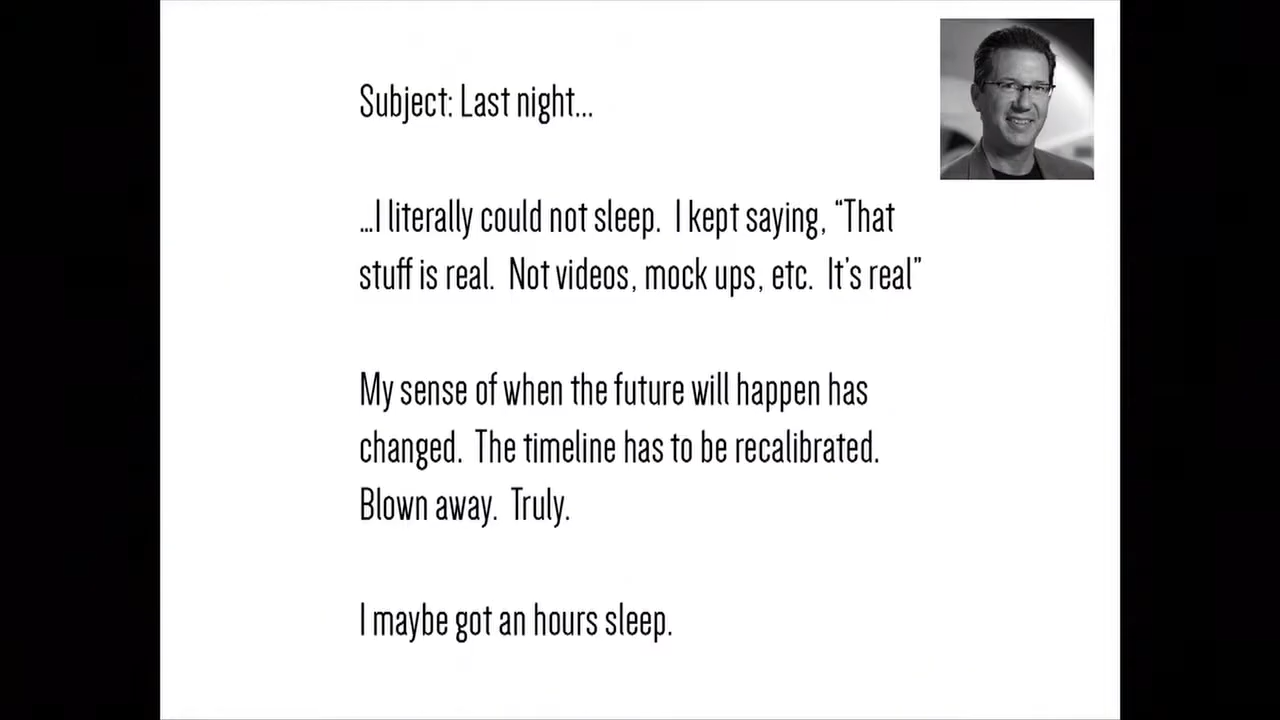 Subject: Last night...
...I literally could not sleep.  I kept saying, “That
stuff is real.  Not videos, mock ups, etc.  It’s real”
My sense of when the future will happen has
changed.  The timeline has to be recalibrated.
Blown away.  Truly.
I maybe got an hours sleep.